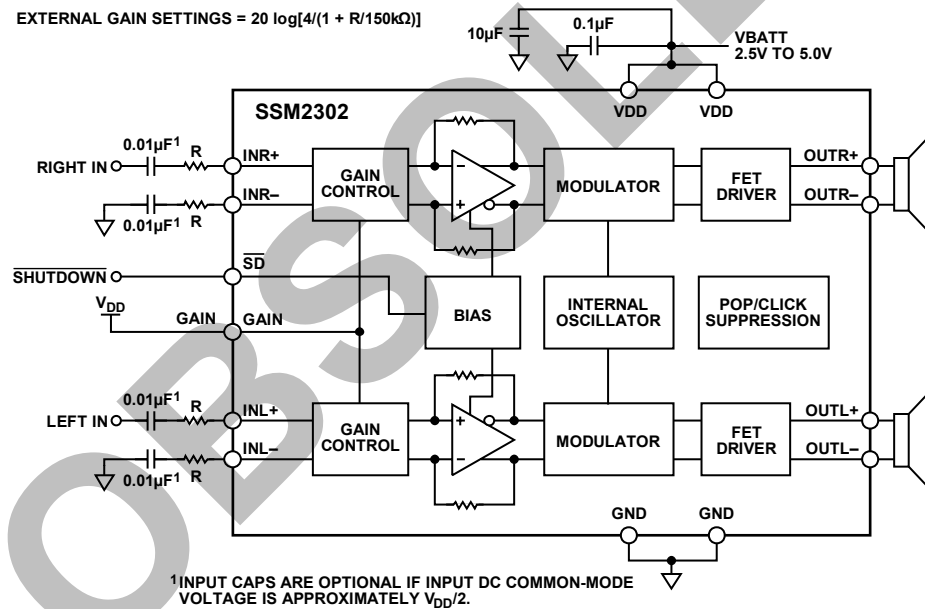 EXTERNAL GAIN SETTINGS = 20 log[4/(1 + R/150kΩ)]
10µF
0.1µF
VBATT
2.5V TO 5.0V
VDD
VDD
SSM2302
0.01µF¹
R
RIGHT IN
INR+
INR–
0.01µF¹
R
GAIN
CONTROL
–
+
MODULATOR
FET
DRIVER
OUTR+
OUTR–
SHUTDOWN
SD
BIAS
INTERNAL
OSCILLATOR
POP/CLICK
SUPPRESSION
VDD
GAIN
GAIN
0.01µF¹
R
LEFT IN
INL+
INL–
0.01µF¹
R
GAIN
CONTROL
+
–
MODULATOR
FET
DRIVER
OUTL+
OUTL–
GND
GND
¹INPUT CAPS ARE OPTIONAL IF INPUT DC COMMON-MODE
VOLTAGE IS APPROXIMATELY VDD/2.
OBSOLE